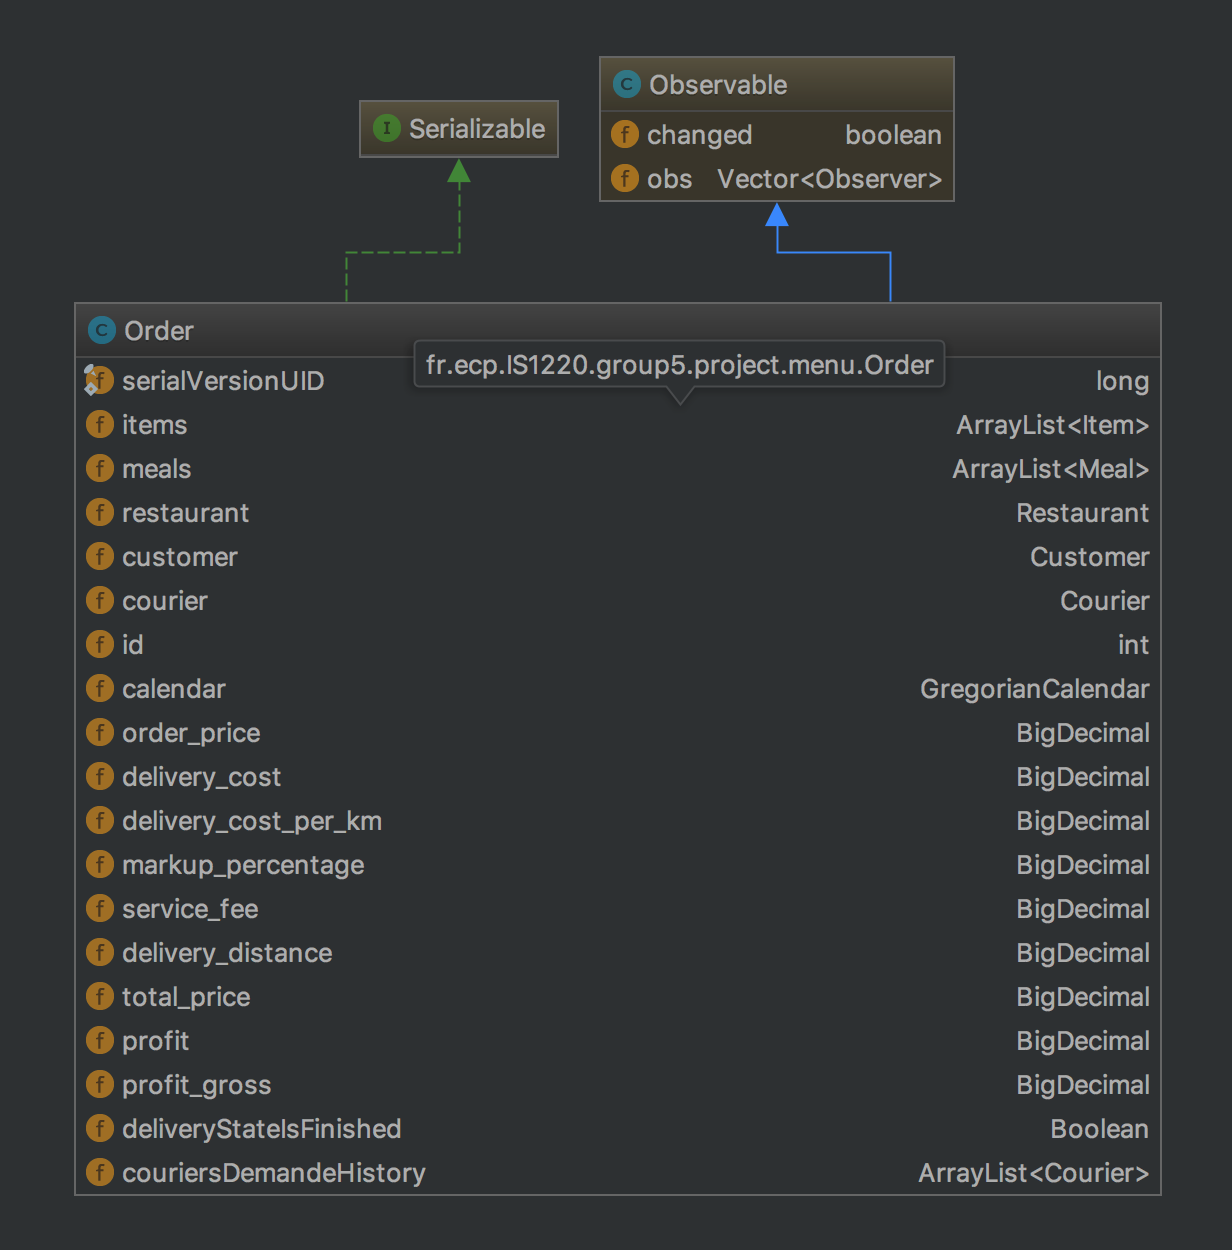 I Serializable
C Observable
f changed boolean
f obs Vector<Observer>
C Order
fr.ecp.IS1220.group5.project.menu.Order
f serialVersionUID long
f items ArrayList<Item>
f meals ArrayList<Meal>
f restaurant Restaurant
f customer Customer
f courier Courier
f id int
f calendar GregorianCalendar
f order_price BigDecimal
f delivery_cost BigDecimal
f delivery_cost_per_km BigDecimal
f markup_percentage BigDecimal
f service_fee BigDecimal
f delivery_distance BigDecimal
f total_price BigDecimal
f profit BigDecimal
f profit_gross BigDecimal
f deliveryStateIsFinished Boolean
f couriersDemandeHistory ArrayList<Courier>